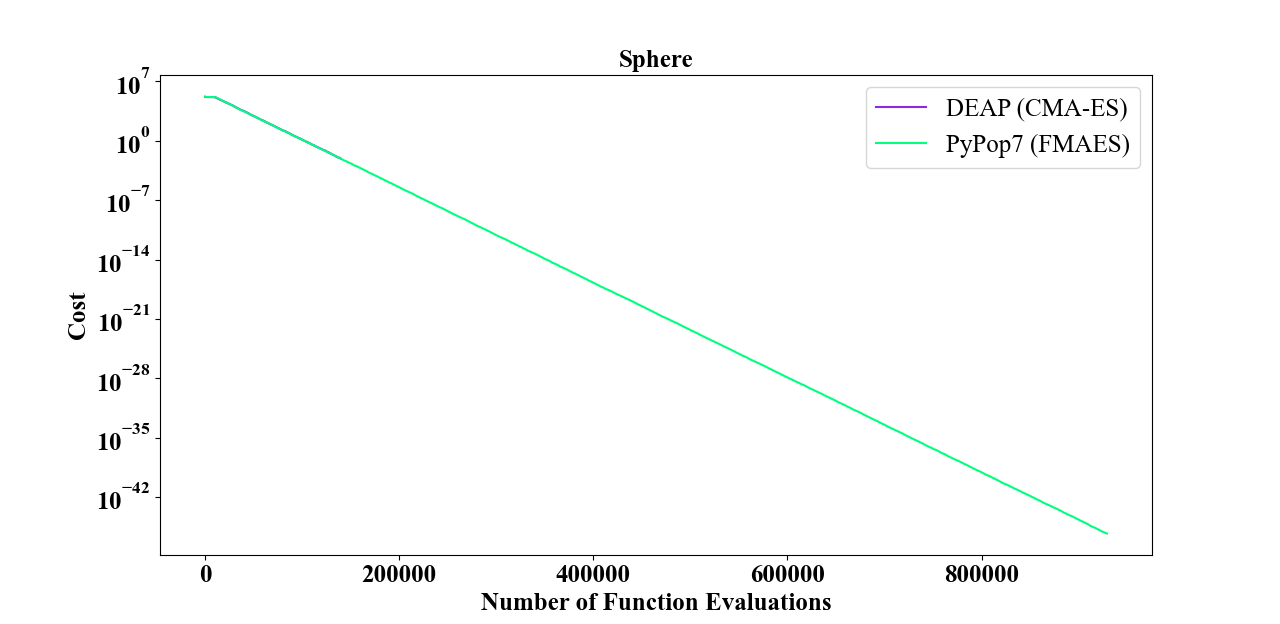 Sphere
DEAP (CMA-ES)
PyPop7 (FMAES)
Cost
10^7
10^0
10^−7
10^−14
10^−21
10^−28
10^−35
10^−42
0 200000 400000 600000 800000
Number of Function Evaluations